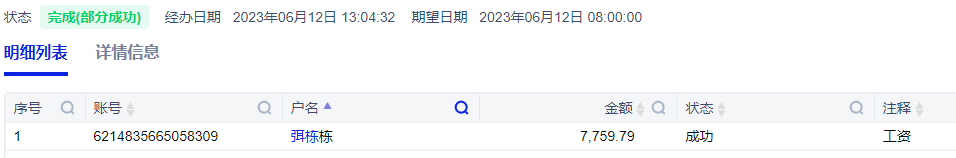 状态 完成(部分成功) 经办日期 2023年06月12日 13:04:32 期望日期 2023年06月12日 08:00:00
明细列表 详情信息
序号 账号 户名 金额 状态 注释
1 6214835665058309 弭栋栋 7,759.79 成功 工资